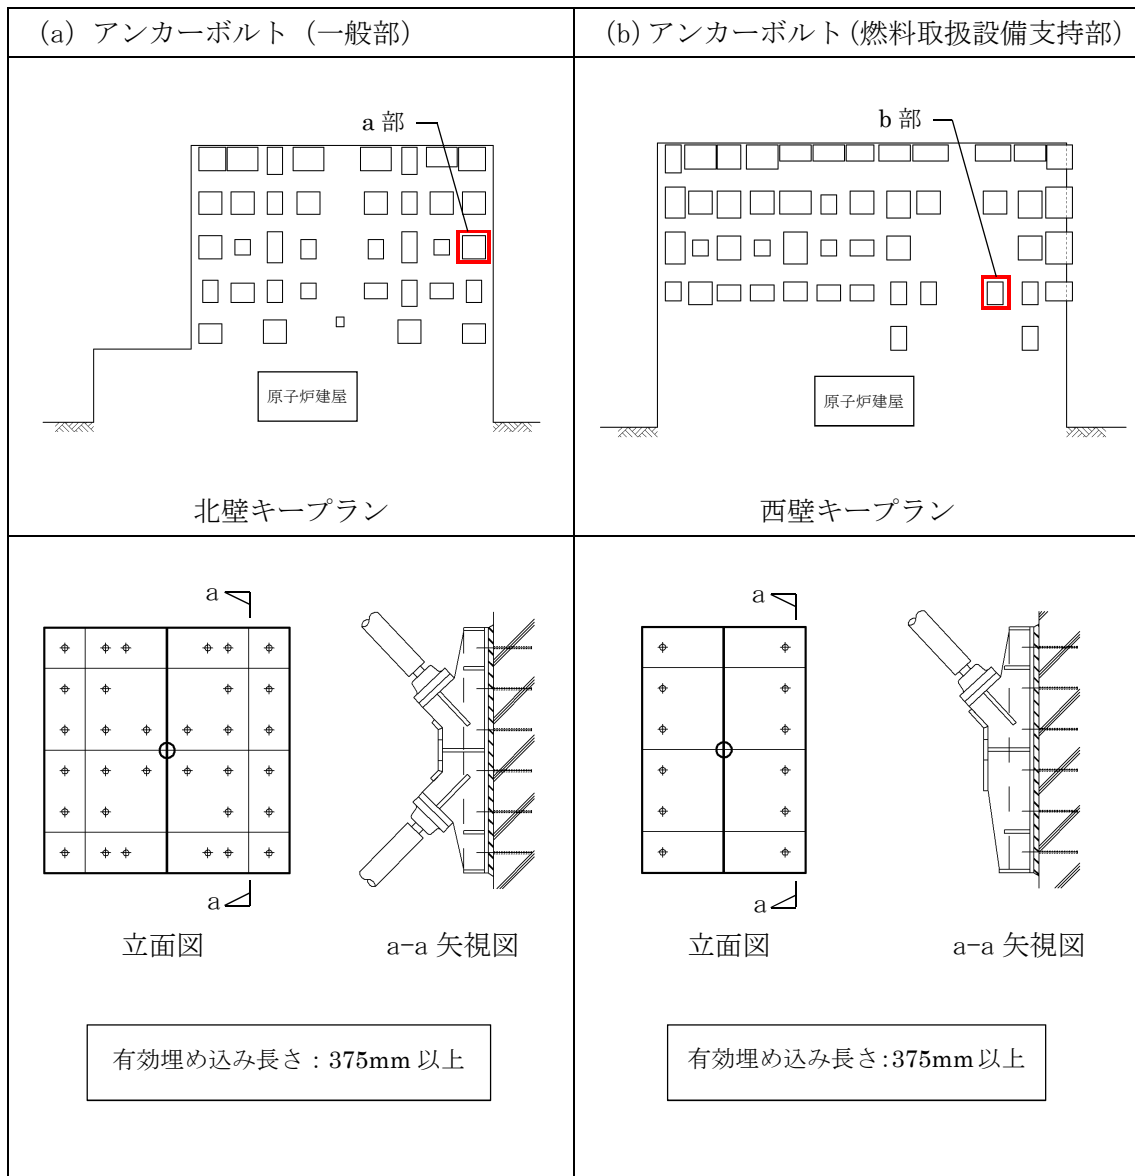 (a) アンカーボルト (一般部)
(b)アンカーボルト(燃料取扱設備支持部)
a 部
原子炉建屋
北壁キープラン
b 部
原子炉建屋
西壁キープラン
a
a
立面図
a-a 矢視図
有効埋め込み長さ：375mm 以上
a
a
立面図
a-a 矢視図
有効埋め込み長さ:375mm 以上